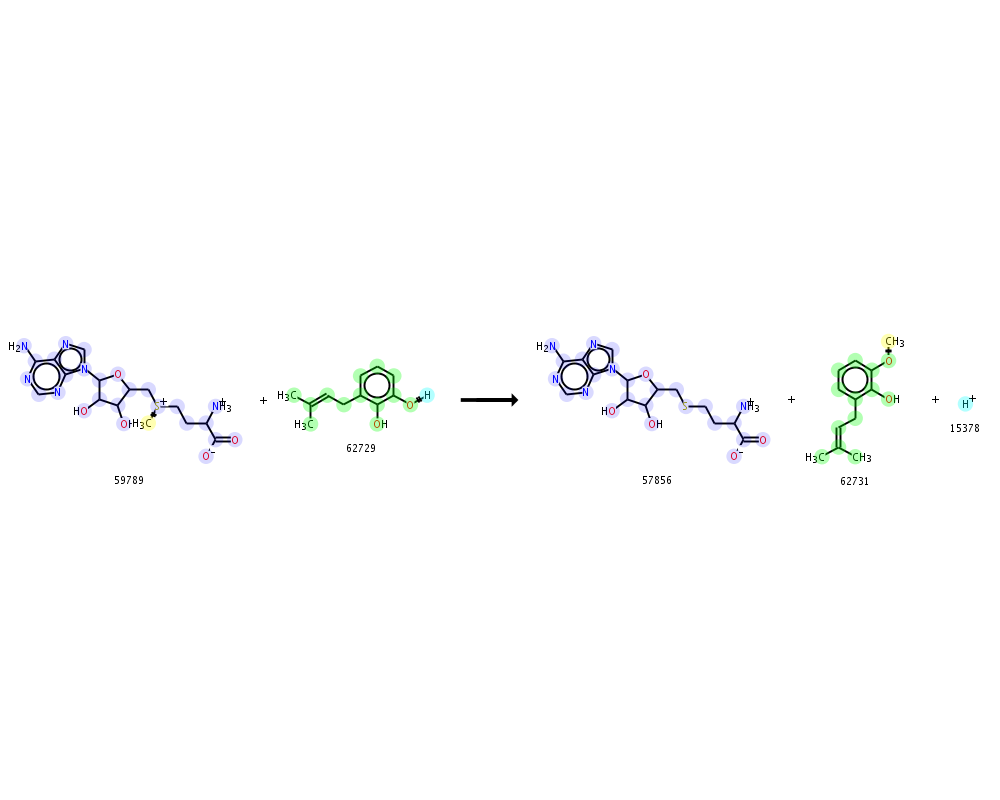 H2N N N N N O HO OH S+ H3C NH3+ O O-
59789
+
H3C H3C OH O H
62729
H2N N N N N O HO OH S NH3+ O O-
57856
+
CH3 O OH H3C CH3
62731
+
H+
15378